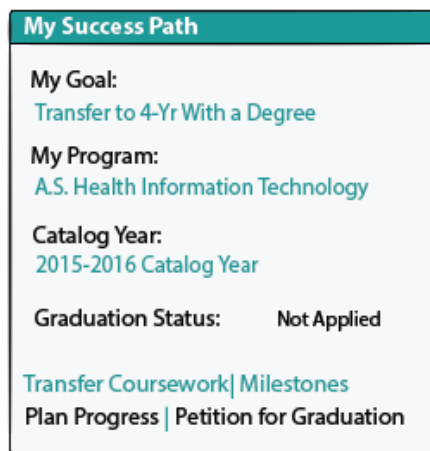 My Success Path
My Goal:
Transfer to 4-Yr With a Degree
My Program:
A.S. Health Information Technology
Catalog Year:
2015-2016 Catalog Year
Graduation Status: Not Applied
Transfer Coursework| Milestones
Plan Progress | Petition for Graduation